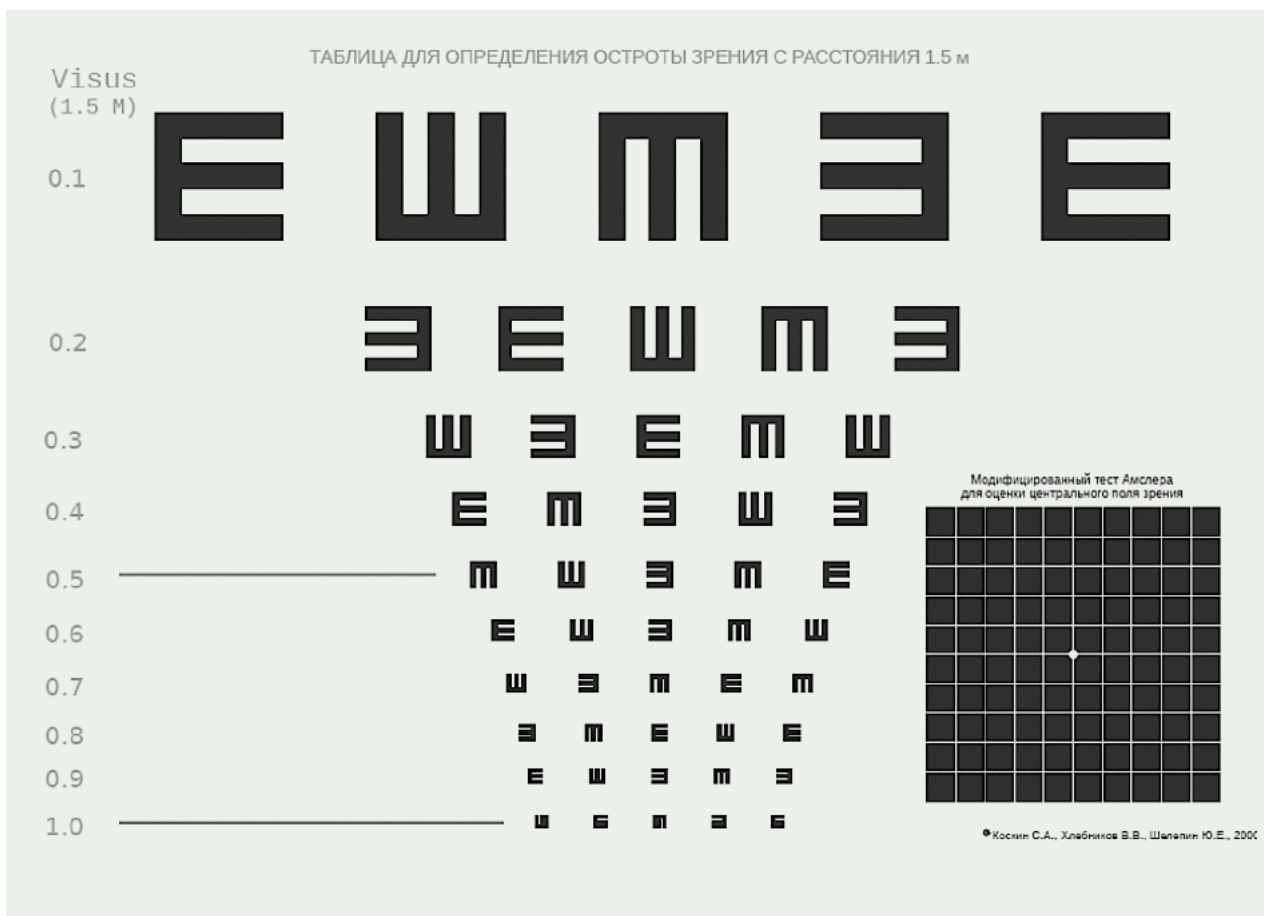 ТАБЛИЦА ДЛЯ ОПРЕДЕЛЕНИЯ ОСТРОТЫ ЗРЕНИЯ С РАССТОЯНИЯ 1.5 м
Visus
(1.5 М)
0.1 Е Ш m Э Е
0.2 Э Е Ш m Э
0.3 Ш Э Е m Ш
0.4 Е m Э Ш Э
0.5 m Ш Э m Е
0.6 Е Ш Э m Ш
0.7 Ш Э m Е m
0.8 Э m Е Ш Е
0.9 Е Ш Э m Э
1.0 Ш Е m Э Е
Модифицированный тест Амслера
для оценки центрального поля зрения
Коскин С.А., Хлебников В.В., Шелепин Ю.Е., 2000